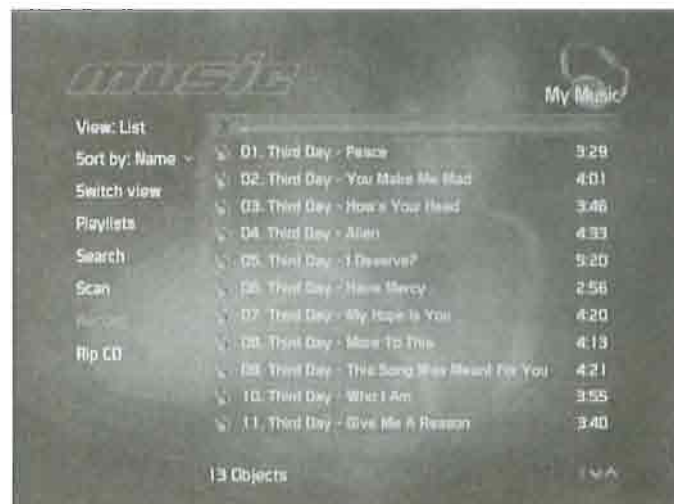 music
My Music
View: List
Sort by: Name
Switch view
Playlists
Search
Scan
Rip CD
01. Third Day - Peace 3:29
02. Third Day - You Make Me Mad 4:01
03. Third Day - How's Your Head 3:46
04. Third Day - Alien 4:33
05. Third Day - I Deserve? 5:20
06. Third Day - Have Mercy 2:56
07. Third Day - My Hope Is You 4:20
08. Third Day - More To This 4:13
09. Third Day - This Song Was Meant For You 4:21
10. Third Day - Who I Am 3:55
11. Third Day - Give Me A Reason 3:40
13 Objects